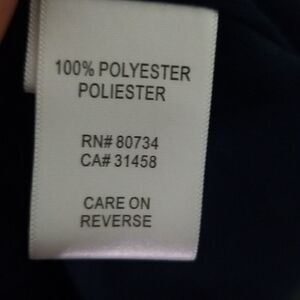 100% POLYESTER
POLIESTER
RN# 80734
CA# 31458
CARE ON
REVERSE